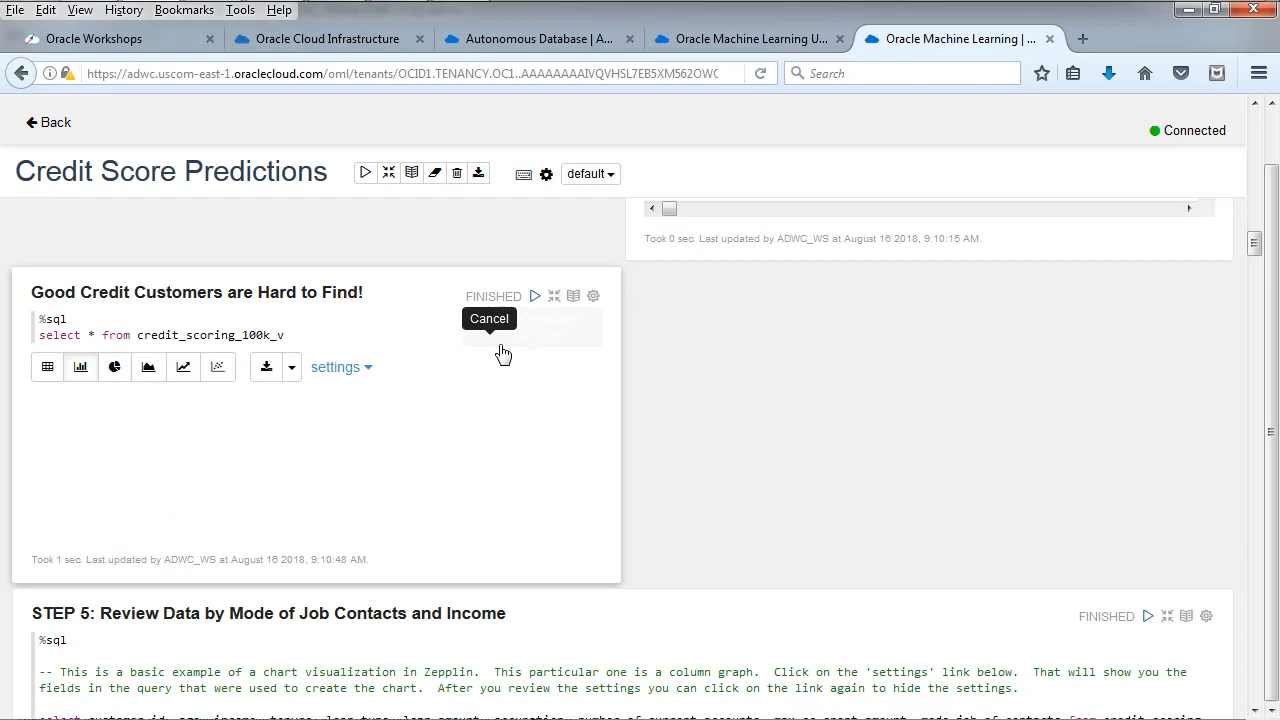 File Edit View History Bookmarks Tools Help
Oracle Workshops
Oracle Cloud Infrastructure
Autonomous Database | A...
Oracle Machine Learning U...
Oracle Machine Learning | ...
https://adwc.uscom-east-1.oraclecloud.com/oml/tenants/OCID1.TENANCY OC1..AAAAAAAAIVQVHSL7EB5XM562OWO
Search
Back
Connected
Credit Score Predictions
default
Took 0 sec. Last updated by ADWC_WS at August 16 2018, 9:10:15 AM.
Good Credit Customers are Hard to Find!
FINISHED
%sql
Cancel
select * from credit_scoring_100k_v
settings
Took 1 sec. Last updated by ADWC_WS at August 16 2018, 9:10:48 AM.
STEP 5: Review Data by Mode of Job Contacts and Income
FINISHED
%sql
-- This is a basic example of a chart visualization in Zepplin. This particular one is a column graph. Click on the 'settings' link below. That will show you the
fields in the query that were used to create the chart. After you review the settings you can click on the link again to hide the settings.